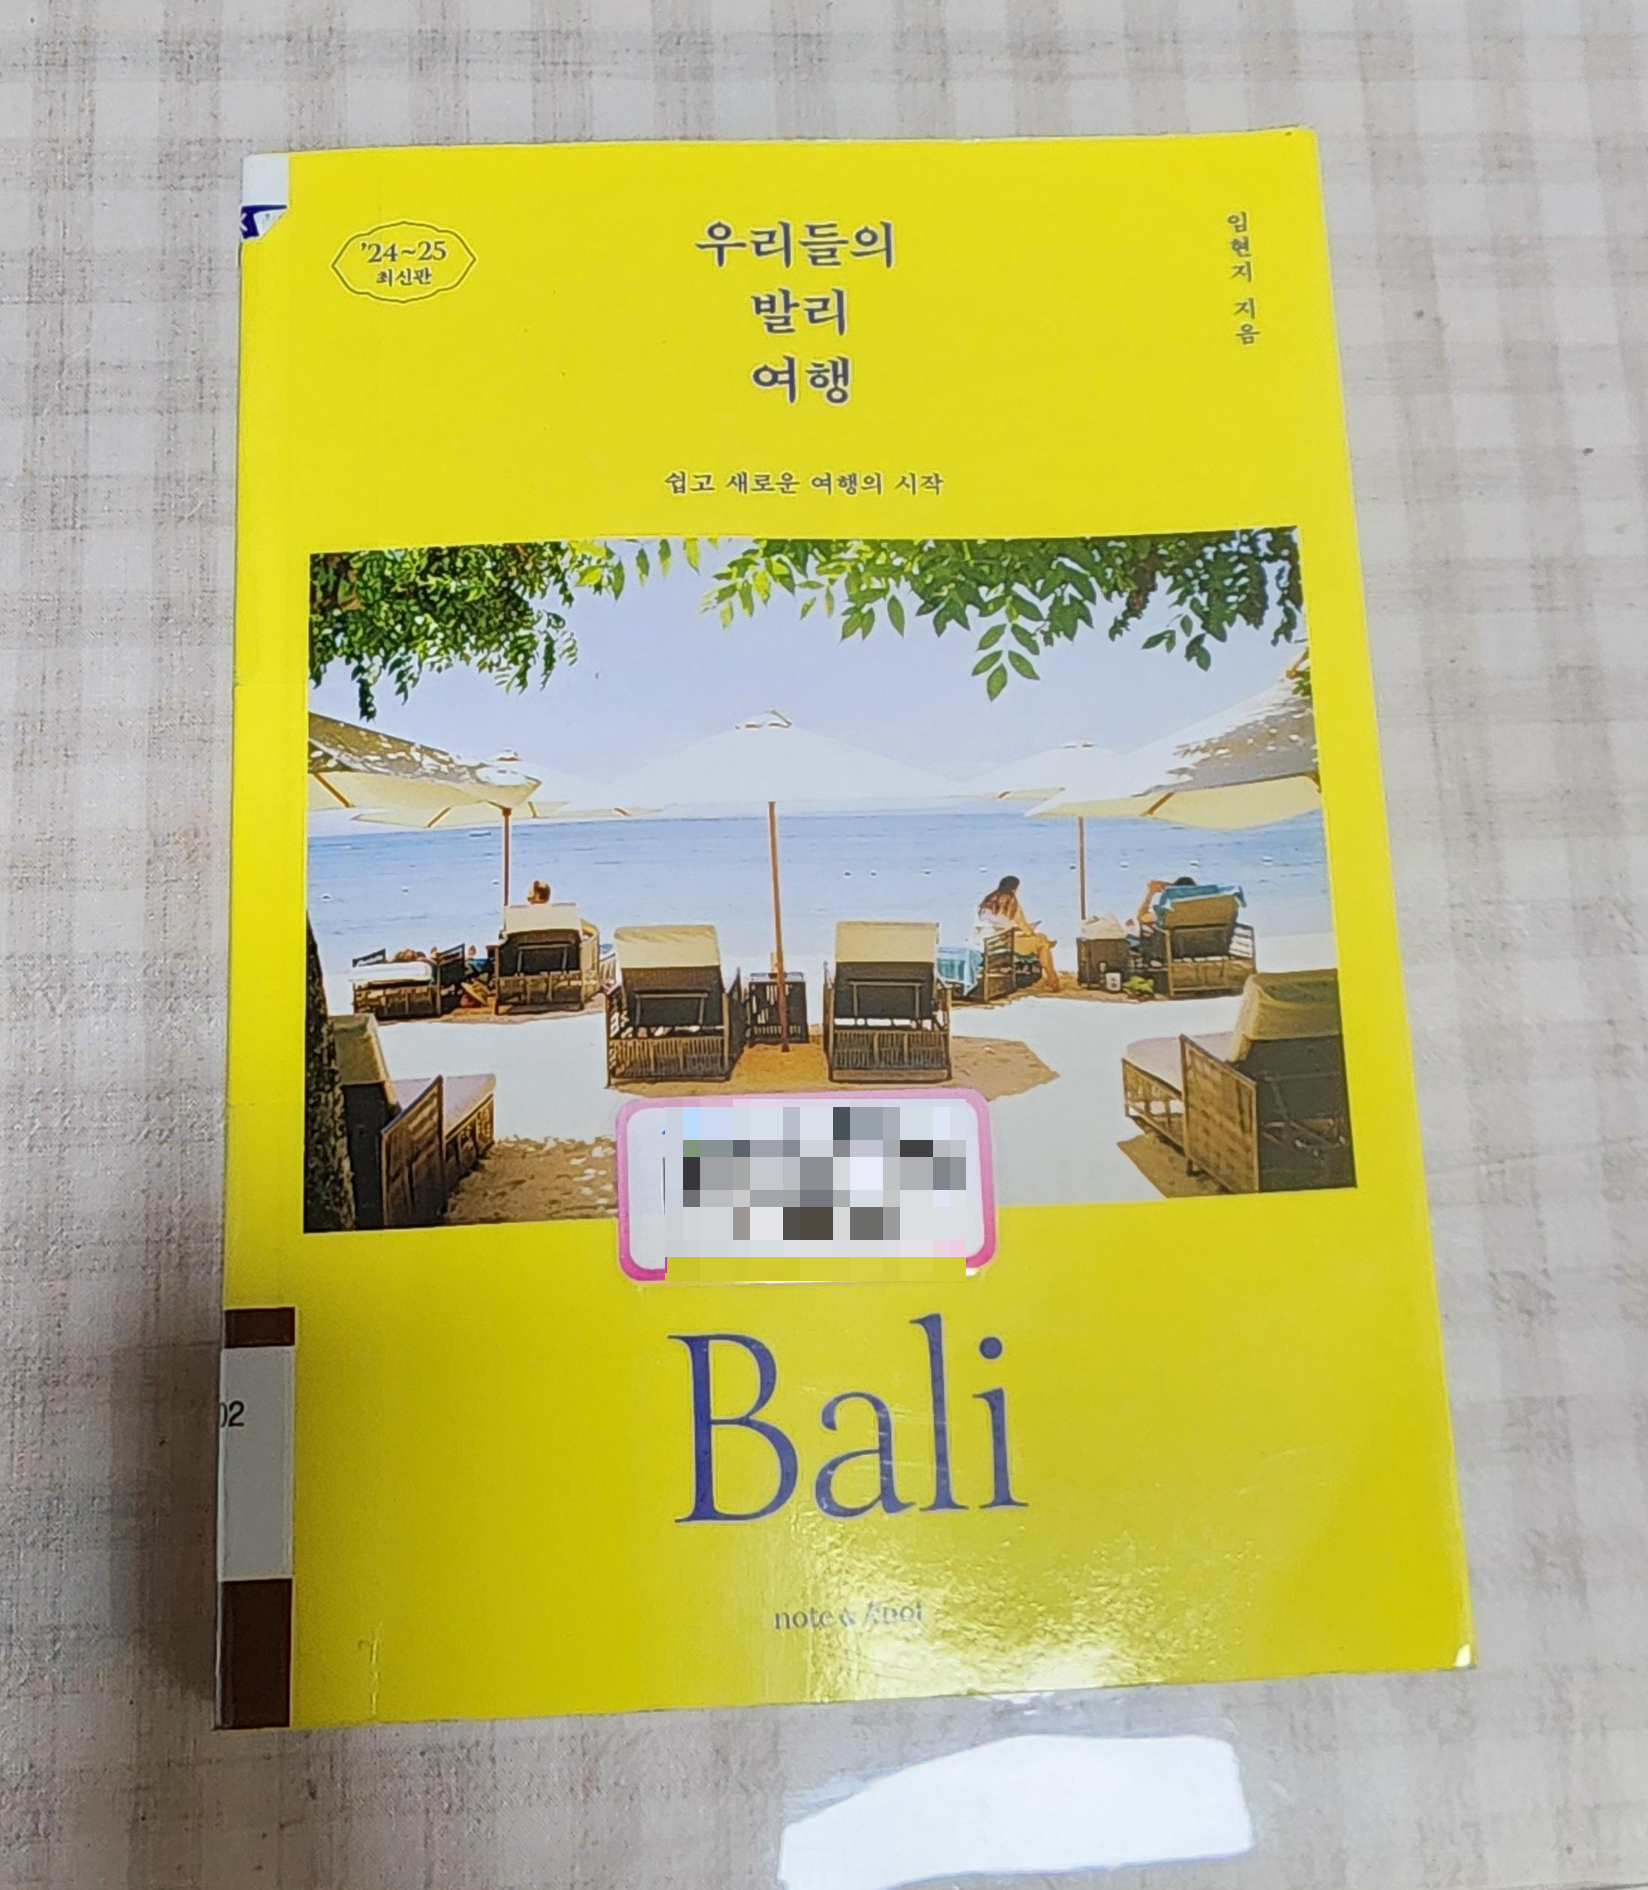 '24~25
최신판
우리들의
발리
여행
임현지 지음
쉽고 새로운 여행의 시작
02
Bali
note & knot